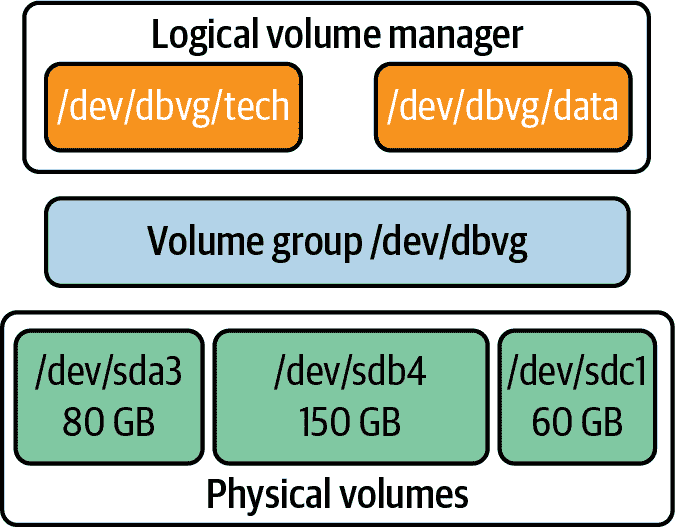 Logical volume manager
/dev/dbvg/tech
/dev/dbvg/data
Volume group /dev/dbvg
/dev/sda3
80 GB
/dev/sdb4
150 GB
/dev/sdc1
60 GB
Physical volumes